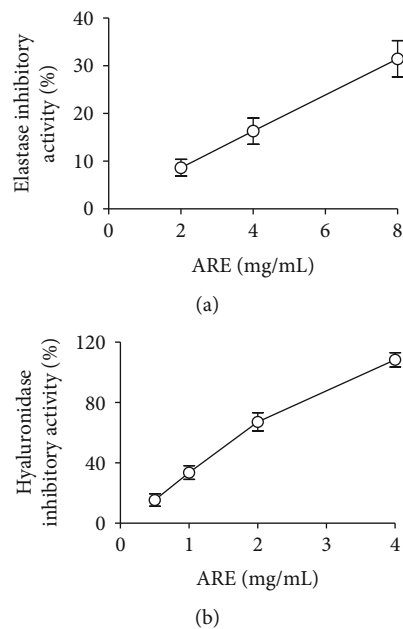 40
30
20
10
0
Elastase inhibitory
activity (%)
0 2 4 6 8
ARE (mg/mL)
(a)
120
80
40
0
Hyaluronidase
inhibitory activity (%)
0 1 2 3 4
ARE (mg/mL)
(b)